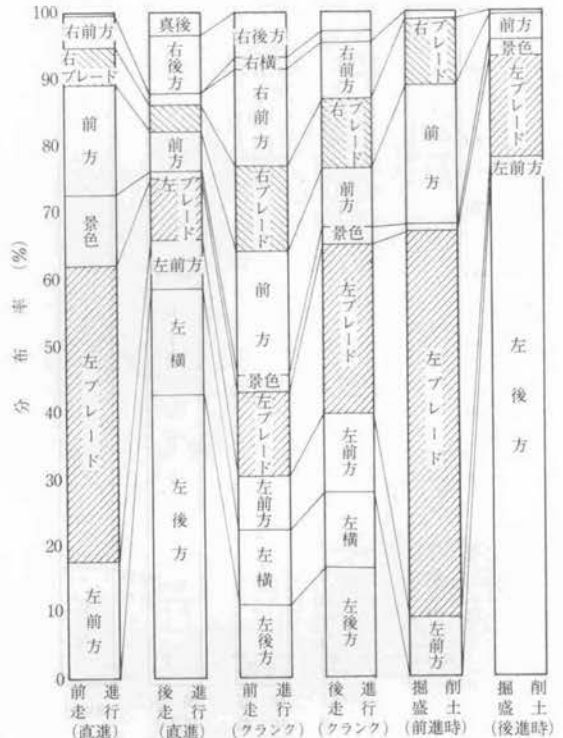 分布率(%)
100
90
80
70
60
50
40
30
20
10
0
右前方
右ブレード
前方
景色
左ブレード
左前方
前進走行(直進)
真後
右後方
前方
左ブレード
左前方
左横
左後方
後進走行(直進)
右後方
右横
右前方
右ブレード
前方
景色
左ブレード
左前方
左横
左後方
前進走行(クランク)
右前方
右ブレード
前方
景色
左ブレード
左前方
左横
左後方
後進走行(クランク)
右ブレード
前方
左ブレード
左前方
掘削盛土(前進時)
前方
景色
左ブレード
左前方
左後方
掘削盛土(後進時)